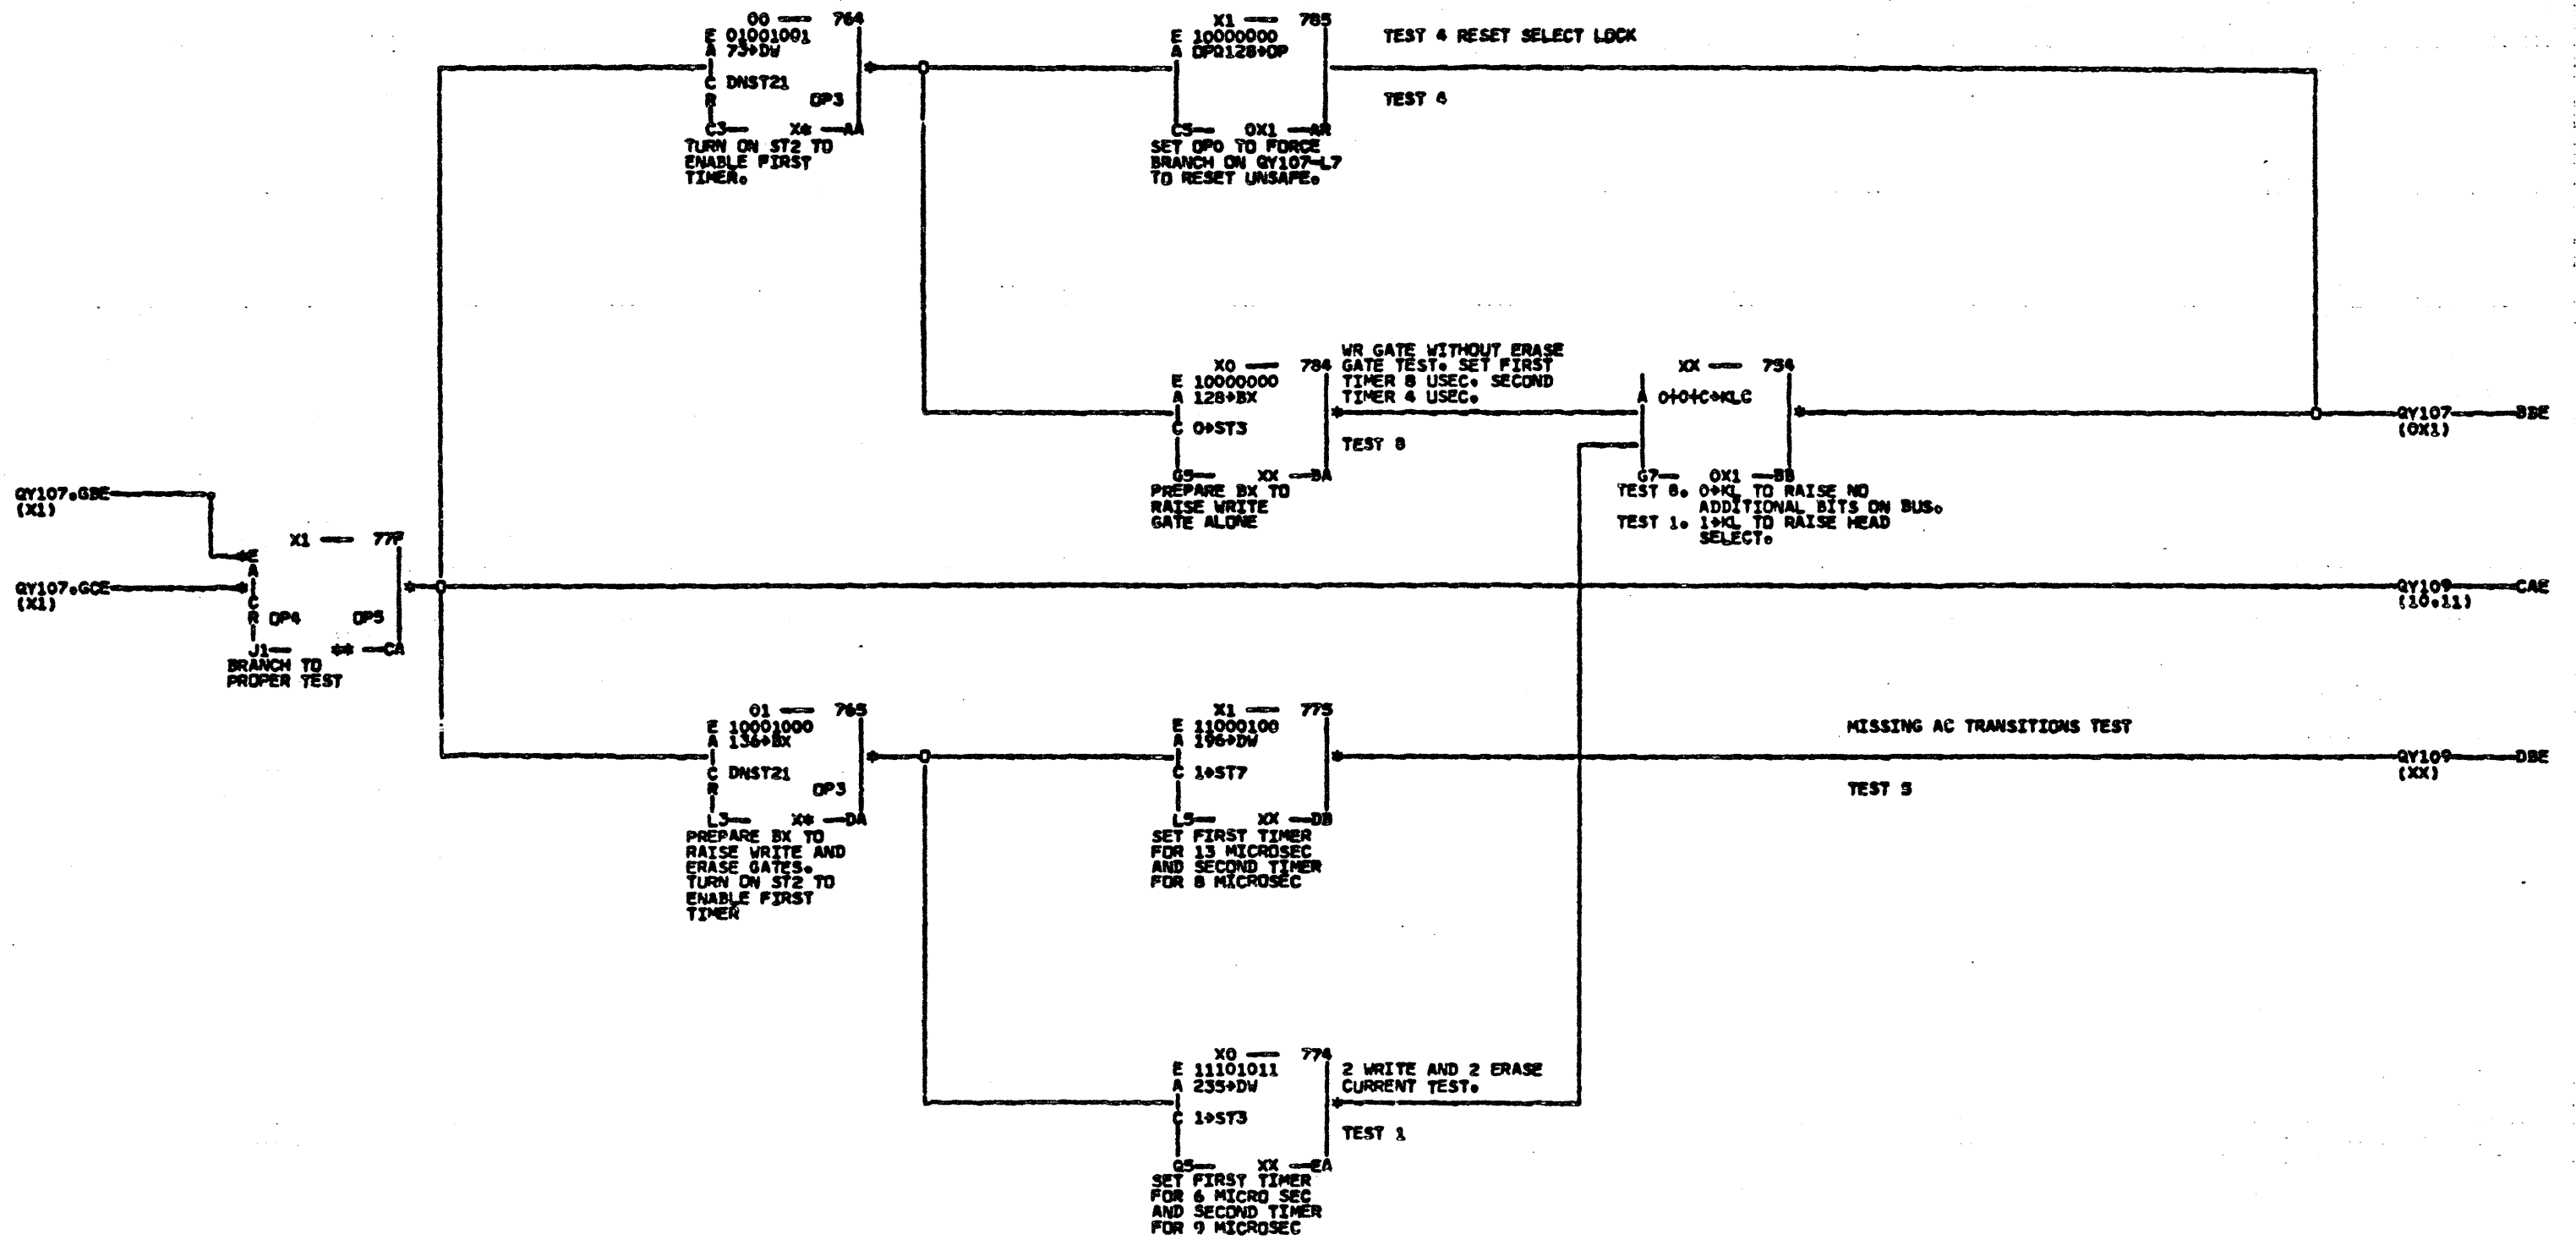 00 — 764
E 01001001
A 73→DW
C DNST21
R OP3
C3— X* —AA
TURN ON ST2 TO
ENABLE FIRST
TIMER.
X1 — 785
E 10000000
A OPΩ128→OP
C5— 0X1 —AR
SET OP0 TO FORCE
BRANCH ON QY107-L7
TO RESET UNSAFE.
TEST 4 RESET SELECT LOCK
TEST 4
X0 — 784
E 10000000
A 128→BX
C 0→ST3
G5— XX —BA
PREPARE BX TO
RAISE WRITE
GATE ALONE
WR GATE WITHOUT ERASE
GATE TEST. SET FIRST
TIMER 8 USEC. SECOND
TIMER 4 USEC.
TEST 8
XX — 754
A 0+0+C→KLC
G7— 0X1 —BB
TEST 8. 0→KL TO RAISE NO
ADDITIONAL BITS ON BUS.
TEST 1. 1→KL TO RAISE HEAD
SELECT.
QY107 BBE
(0X1)
QY107.GBE
(X1)
QY107.GCE
(X1)
X1 — 77F
E
A
C
R OP4 OP5
J1— ** —CA
BRANCH TO
PROPER TEST
QY109 CAE
(10.11)
01 — 765
E 10001000
A 136→BX
C DNST21
R OP3
L3— X* —DA
PREPARE BX TO
RAISE WRITE AND
ERASE GATES.
TURN ON ST2 TO
ENABLE FIRST
TIMER
X1 — 775
E 11000100
A 196→DW
C 1→ST7
L5— XX —DB
SET FIRST TIMER
FOR 13 MICROSEC
AND SECOND TIMER
FOR 8 MICROSEC
MISSING AC TRANSITIONS TEST
TEST 5
QY109 DBE
(XX)
X0 — 774
E 11101011
A 235→DW
C 1→ST3
Q5— XX —EA
SET FIRST TIMER
FOR 6 MICRO SEC
AND SECOND TIMER
FOR 9 MICROSEC
2 WRITE AND 2 ERASE
CURRENT TEST.
TEST 1